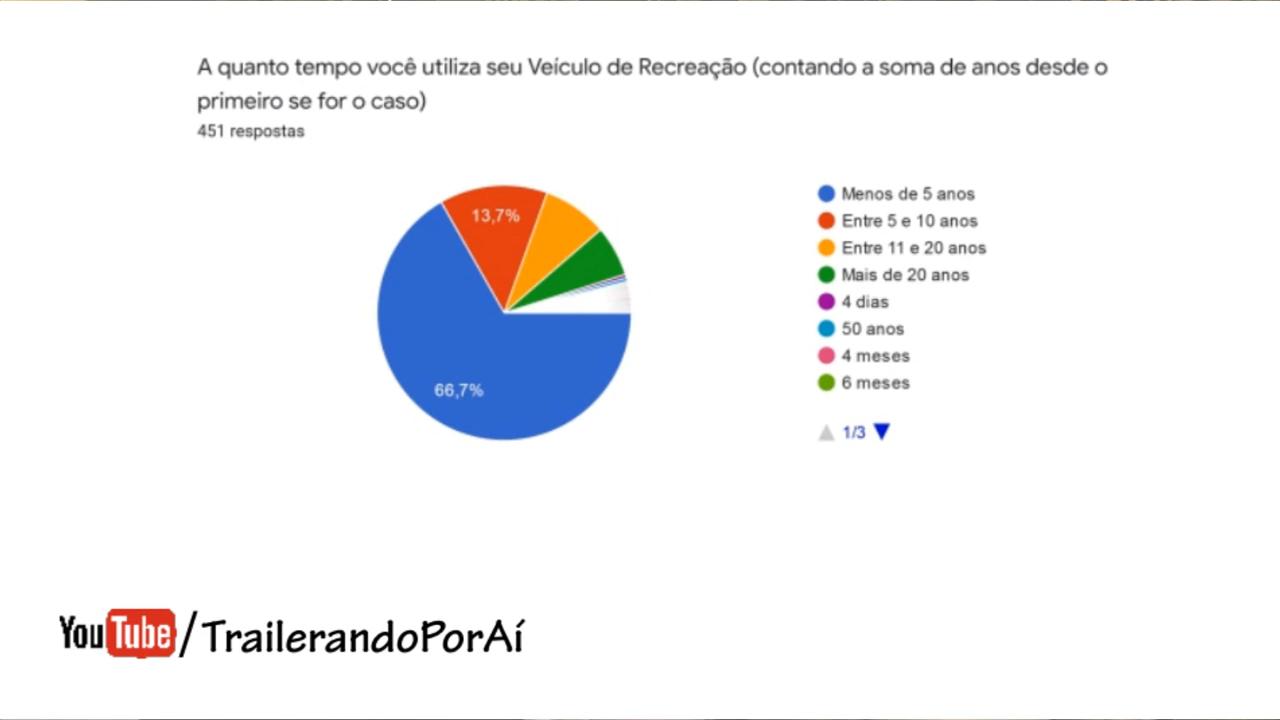 A quanto tempo você utiliza seu Veículo de Recreação (contando a soma de anos desde o
primeiro se for o caso)
451 respostas
13,7%
66,7%
Menos de 5 anos
Entre 5 e 10 anos
Entre 11 e 20 anos
Mais de 20 anos
4 dias
50 anos
4 meses
6 meses
1/3
YouTube/TrailerandoPorAí